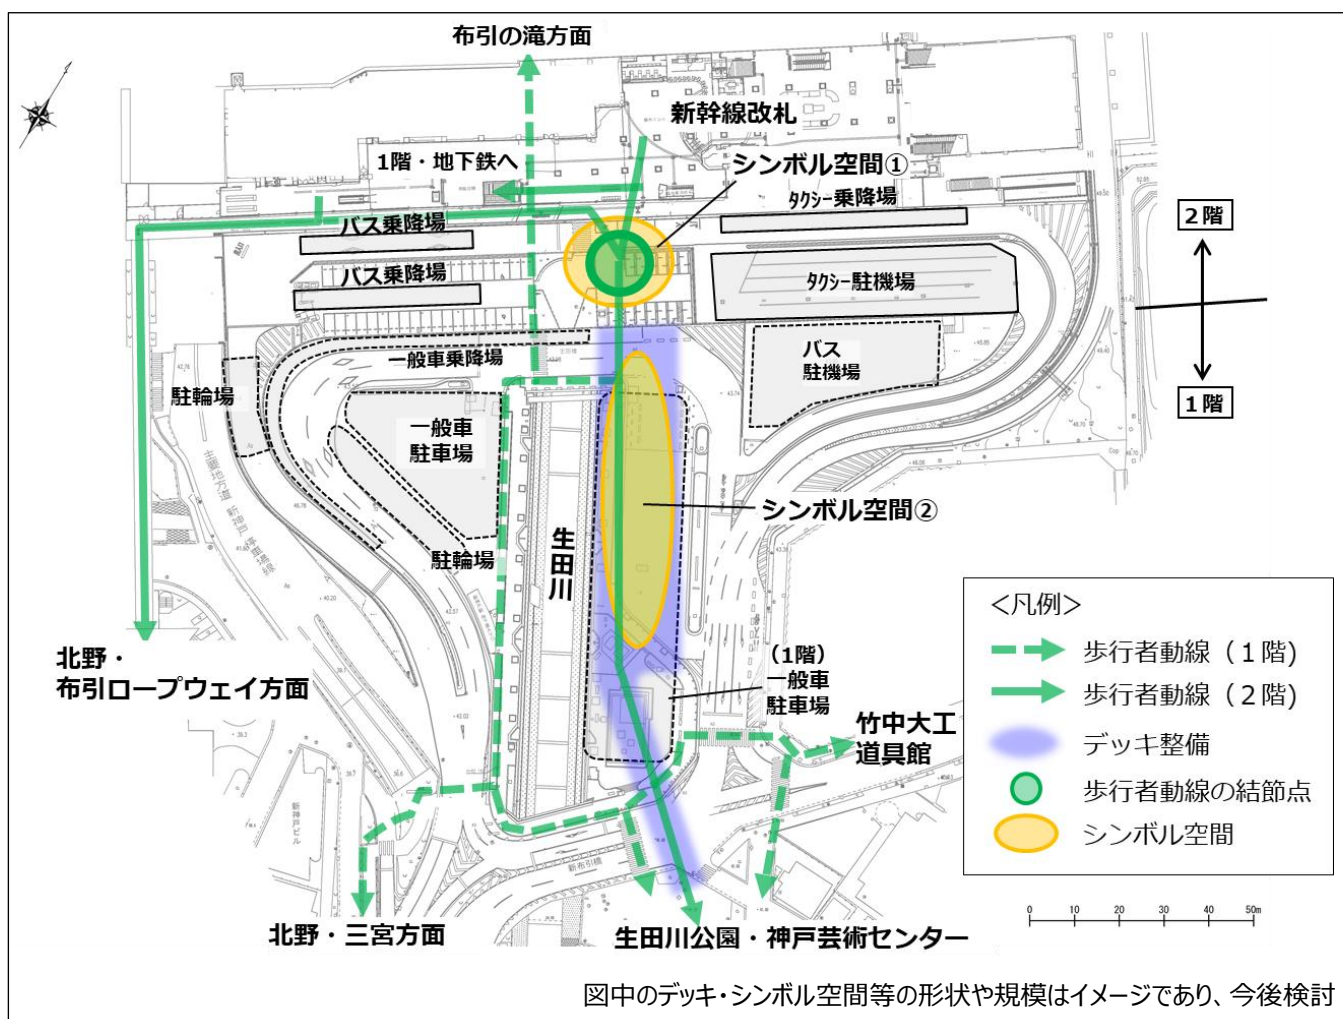 布引の滝方面
新幹線改札
1階・地下鉄へ
シンボル空間①
バス乗降場
タクシー乗降場
2階
バス乗降場
タクシー駐機場
一般車乗降場
バス
駐機場
駐輪場
1階
一般車
駐車場
シンボル空間②
駐輪場
生田川
北野・
布引ロープウェイ方面
(1階)
一般車
駐車場
竹中大工
道具館
<凡例>
歩行者動線(1階)
歩行者動線(2階)
デッキ整備
歩行者動線の結節点
シンボル空間
新神戸ビル
新布引橋
0 10 20 30 40 50m
北野・三宮方面
生田川公園・神戸芸術センター
図中のデッキ・シンボル空間等の形状や規模はイメージであり、今後検討